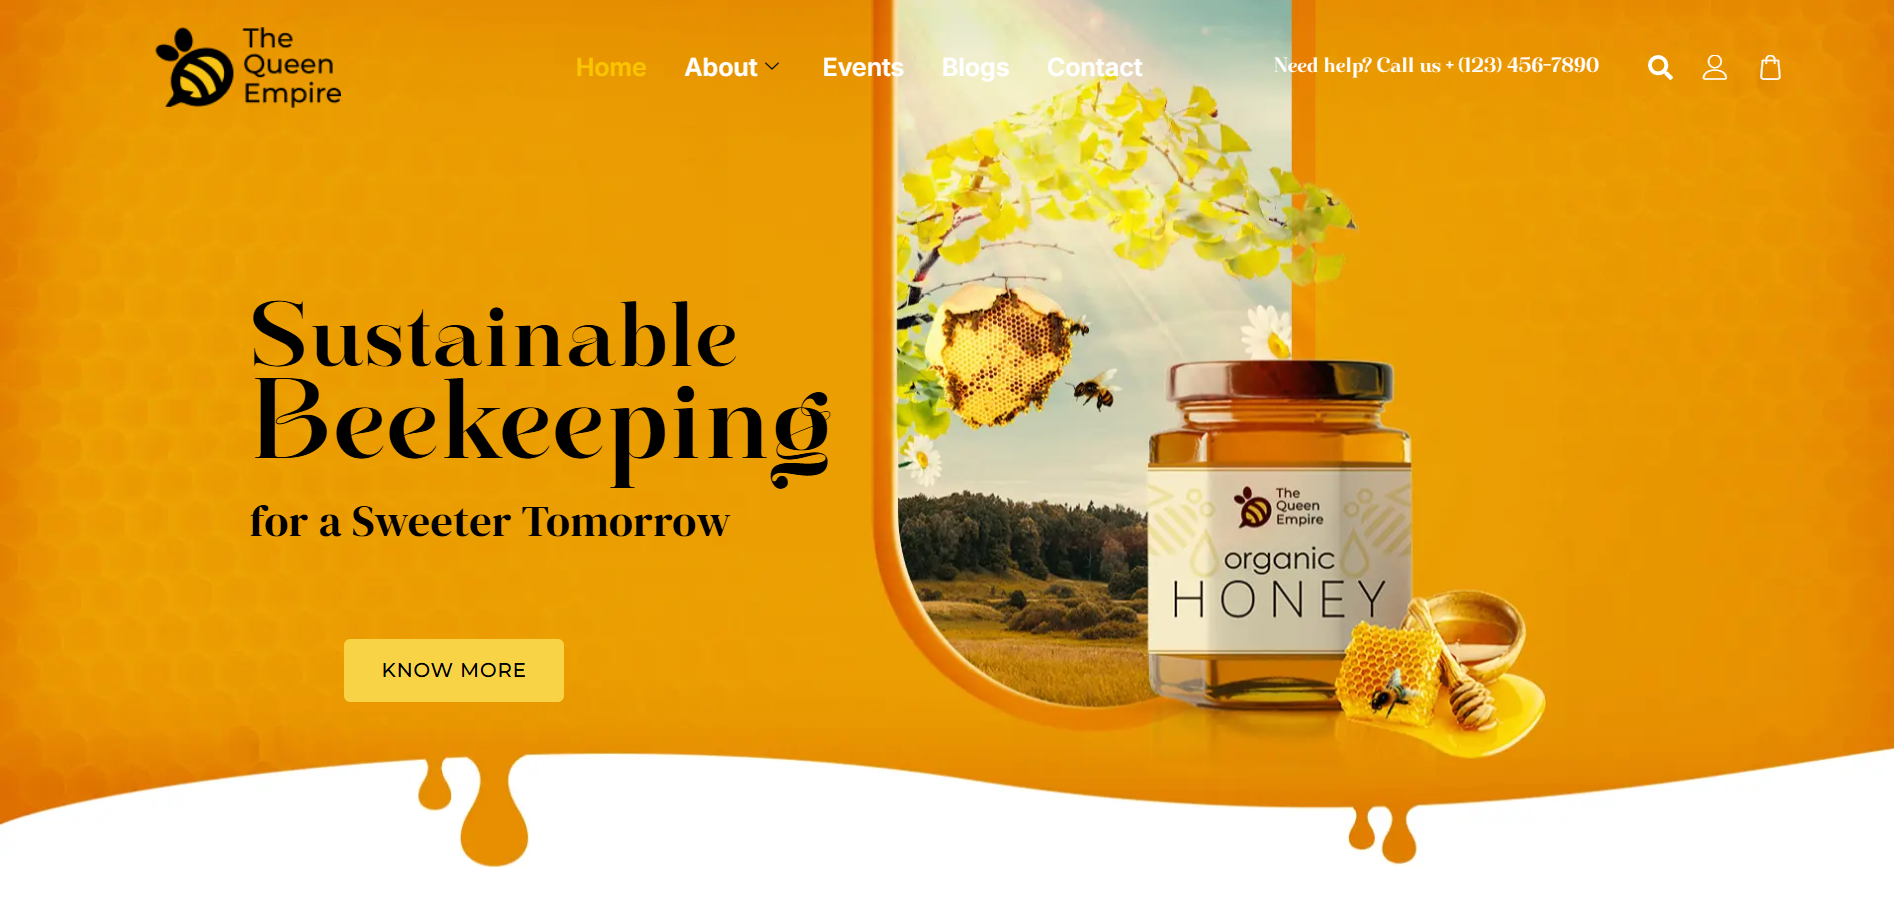 The
Queen
Empire
Home About Events Blogs Contact
Need help? Call us + (123) 456-7890
Sustainable
Beekeeping
for a Sweeter Tomorrow
KNOW MORE
The
Queen
Empire
organic
HONEY